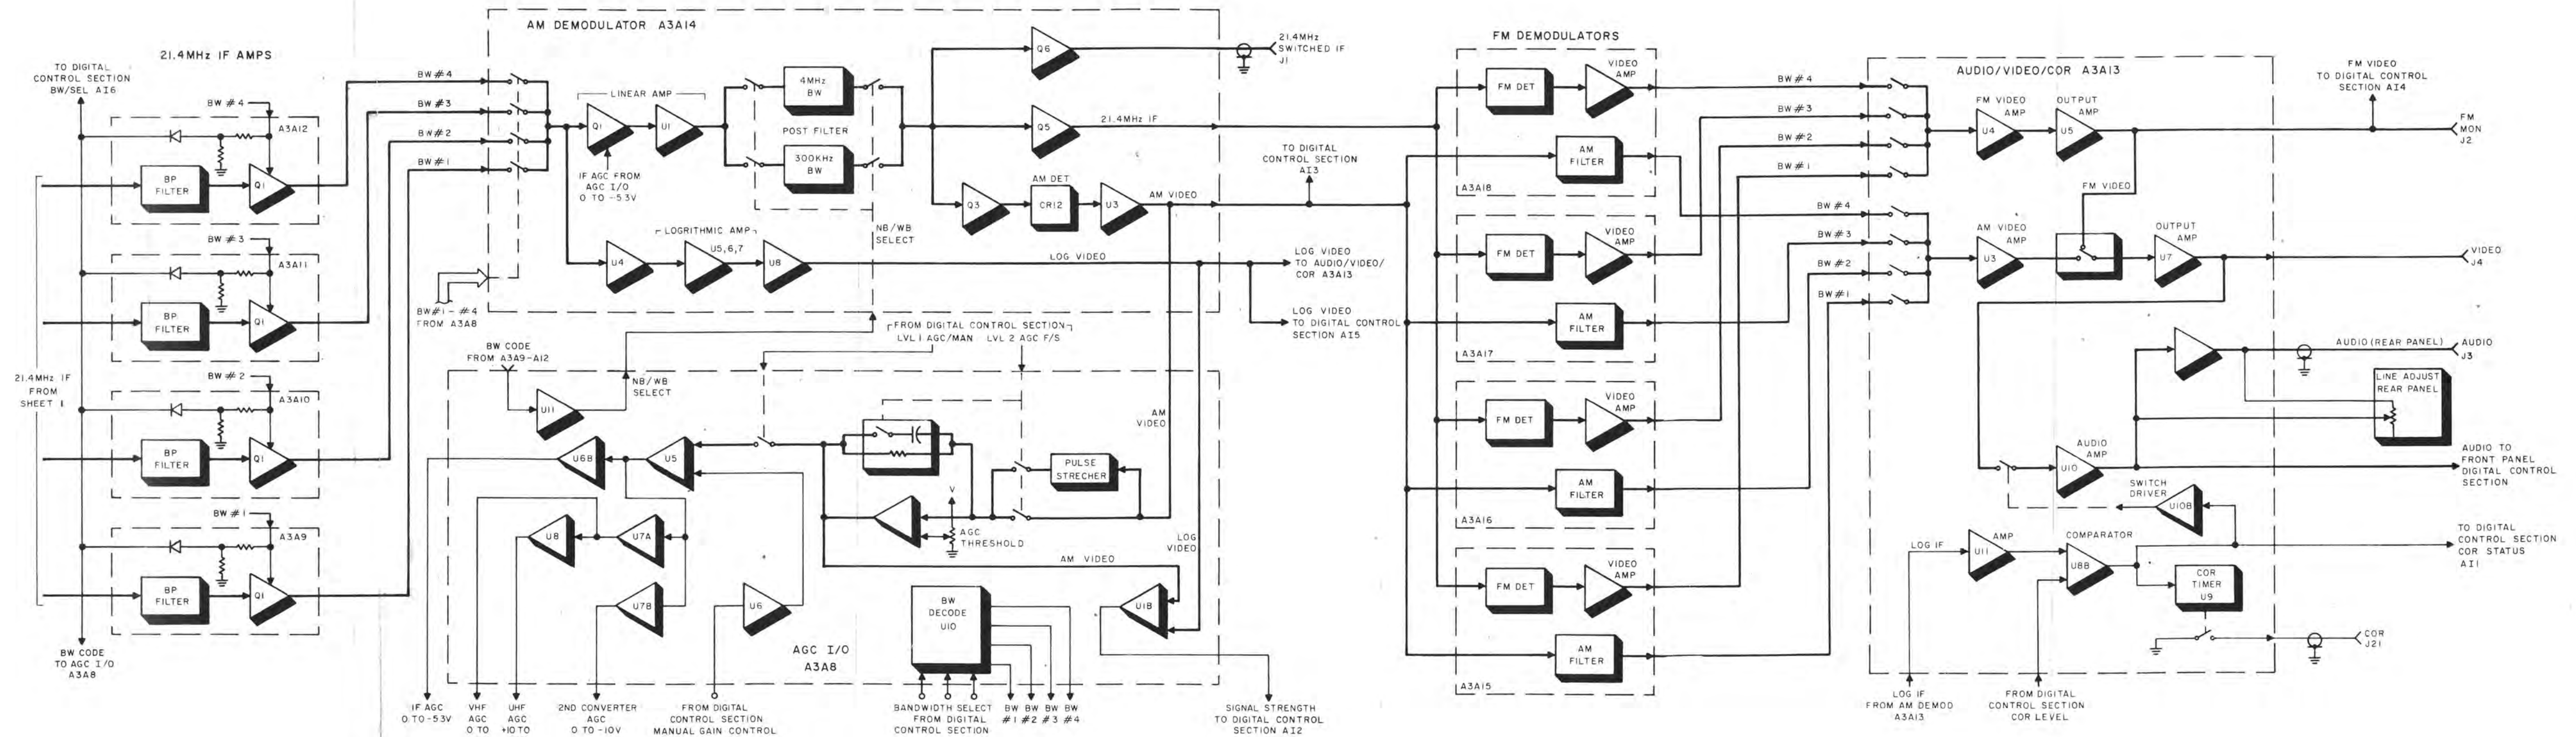 21.4MHz IF AMPS
TO DIGITAL
CONTROL SECTION
BW/SEL AI6
BW #4
A3A12
BP
FILTER
Q1
BW #3
A3A11
BP
FILTER
Q1
21.4MHz IF
FROM
SHEET 1
BW #2
A3A10
BP
FILTER
Q1
BW #1
A3A9
BP
FILTER
Q1
BW CODE
TO AGC I/O
A3A8
AM DEMODULATOR A3A14
BW #4
BW #3
BW #2
BW #1
LINEAR AMP
Q1
U1
IF AGC FROM
AGC I/O
0 TO -53V
4MHz
BW
POST FILTER
300KHz
BW
NB/WB
SELECT
Q6
21.4MHz
SWITCHED IF
J1
Q5
21.4MHz IF
Q3
AM DET
CR12
U3
AM VIDEO
TO DIGITAL
CONTROL SECTION
AI3
LOGRITHMIC AMP
U4
U5,6,7
U8
LOG VIDEO
LOG VIDEO
TO AUDIO/VIDEO/
COR A3A13
LOG VIDEO
TO DIGITAL CONTROL
SECTION AI5
BW#1 - #4
FROM A3A8
BW CODE
FROM A3A9-A12
FROM DIGITAL CONTROL SECTION
LVL 1 AGC/MAN LVL 2 AGC F/S
U11
NB/WB
SELECT
U6B
U5
U8
U7A
U7B
U6
AGC I/O
A3A8
V
AGC
THRESHOLD
PULSE
STRECHER
AM
VIDEO
LOG
VIDEO
AM VIDEO
BW
DECODE
U10
U1B
IF AGC
0 TO -53V
VHF
AGC
0 TO
UHF
AGC
+10 TO
2ND CONVERTER
AGC
0 TO -10V
FROM DIGITAL
CONTROL SECTION
MANUAL GAIN CONTROL
BANDWIDTH SELECT
FROM DIGITAL
CONTROL SECTION
BW BW BW BW
#1 #2 #3 #4
SIGNAL STRENGTH
TO DIGITAL CONTROL
SECTION AI2
FM DEMODULATORS
FM DET
VIDEO
AMP
AM
FILTER
A3A18
FM DET
VIDEO
AMP
AM
FILTER
A3A17
FM DET
VIDEO
AMP
AM
FILTER
A3A16
FM DET
VIDEO
AMP
AM
FILTER
A3A15
BW #4
BW #3
BW #2
BW #1
BW #4
BW #3
BW #2
BW #1
AUDIO/VIDEO/COR A3A13
FM VIDEO
AMP
U4
OUTPUT
AMP
U5
FM VIDEO
TO DIGITAL CONTROL
SECTION AI4
FM
MON
J2
FM VIDEO
AM VIDEO
AMP
U3
OUTPUT
AMP
U7
VIDEO
J4
AUDIO (REAR PANEL)
AUDIO
J3
LINE ADJUST
REAR PANEL
AUDIO
AMP
U10
AUDIO TO
FRONT PANEL
DIGITAL CONTROL
SECTION
SWITCH
DRIVER
U10B
LOG IF
AMP
U11
COMPARATOR
U8B
TO DIGITAL
CONTROL SECTION
COR STATUS
AI1
COR
TIMER
U9
COR
J21
LOG IF
FROM AM DEMOD
A3A13
FROM DIGITAL
CONTROL SECTION
COR LEVEL